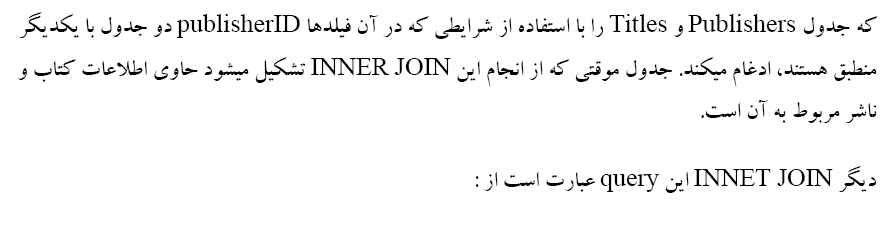 که جدول Publishers و Titles را با استفاده از شرایطی که در آن فیلدها publisherID دو جدول با یکدیگر
منطبق هستند، ادغام میکند. جدول موقتی که از انجام این INNER JOIN تشکیل میشود حاوی اطلاعات کتاب و
ناشر مربوط به آن است.
دیگر INNET JOIN این query عبارت است از :